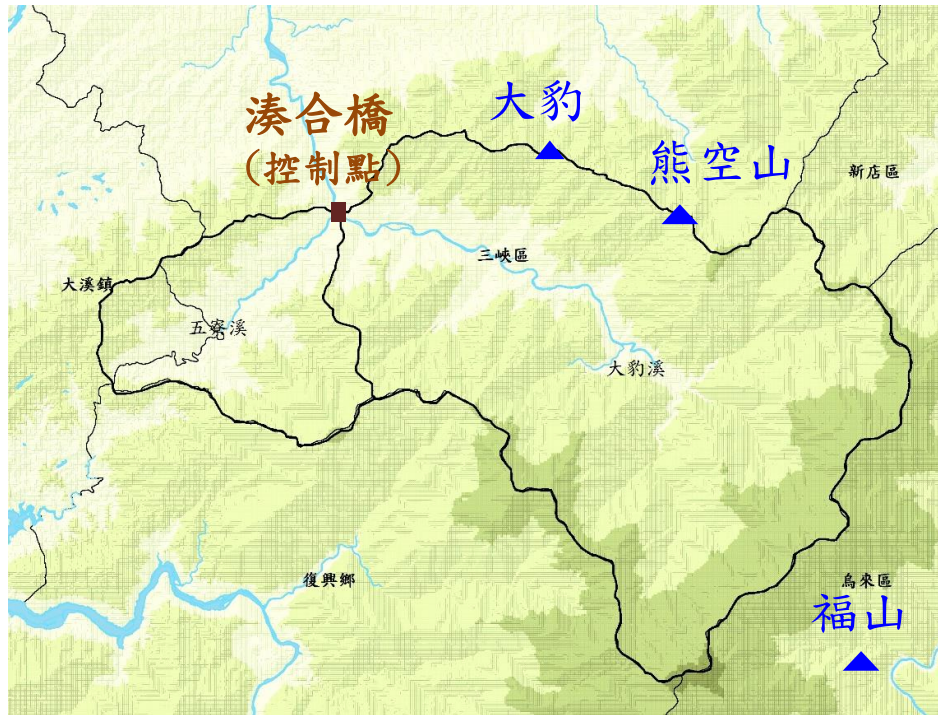 大豹
湊合橋
(控制點)
熊空山
新店區
三峽區
大溪鎮
五寮溪
大豹溪
復興鄉
烏來區
福山